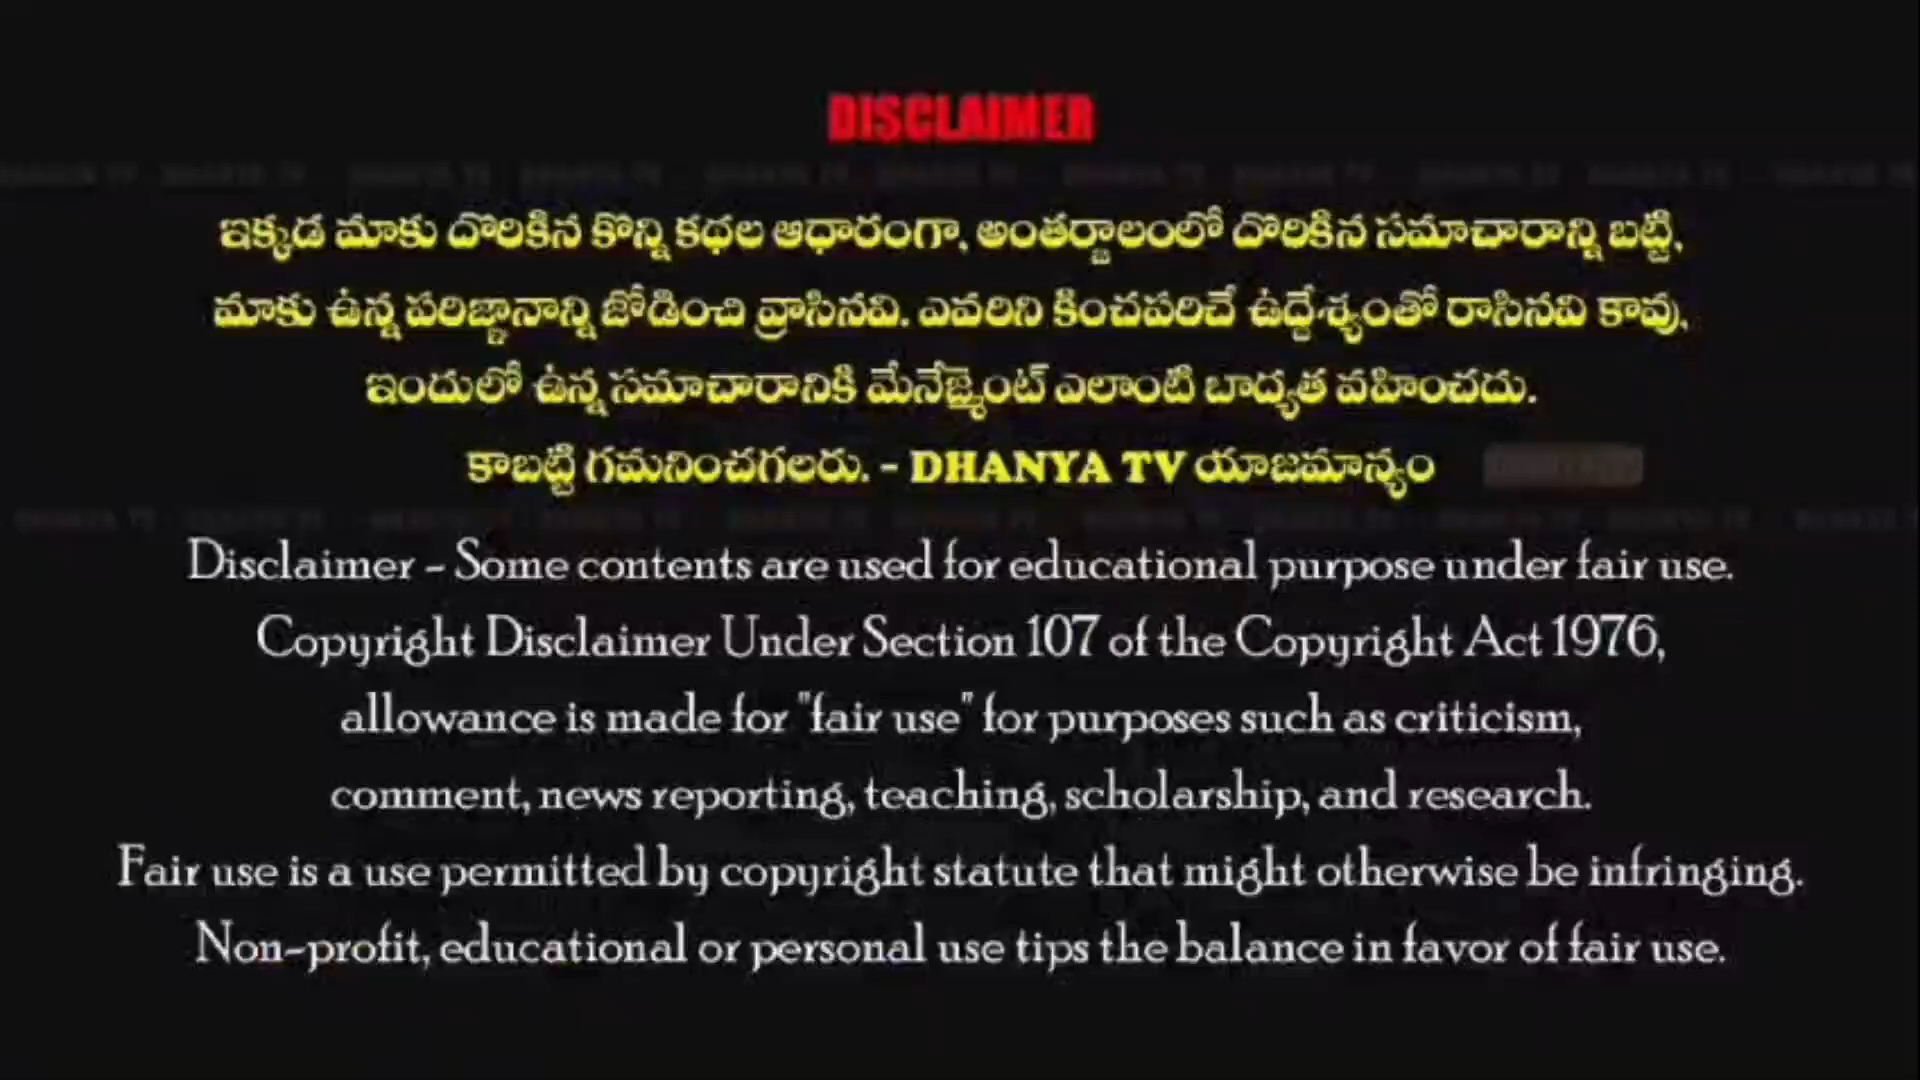 DISCLAIMER
ఇక్కడ మాకు దొరికిన కొన్ని కథల ఆధారంగా, అంతర్జాలంలో దొరికిన సమాచారాన్ని బట్టి,
మాకు ఉన్న పరిజ్ఞానాన్ని జోడించి వ్రాసినవి. ఎవరిని కించపరిచే ఉద్దేశ్యంతో రాసినవి కావు,
ఇందులో ఉన్న సమాచారానికి మేనేజ్మెంట్ ఎలాంటి బాద్యత వహించదు.
కాబట్టి గమనించగలరు. - DHANYA TV యాజమాన్యం
Disclaimer - Some contents are used for educational purpose under fair use.
Copyright Disclaimer Under Section 107 of the Copyright Act 1976,
allowance is made for "fair use" for purposes such as criticism,
comment, news reporting, teaching, scholarship, and research.
Fair use is a use permitted by copyright statute that might otherwise be infringing.
Non-profit, educational or personal use tips the balance in favor of fair use.